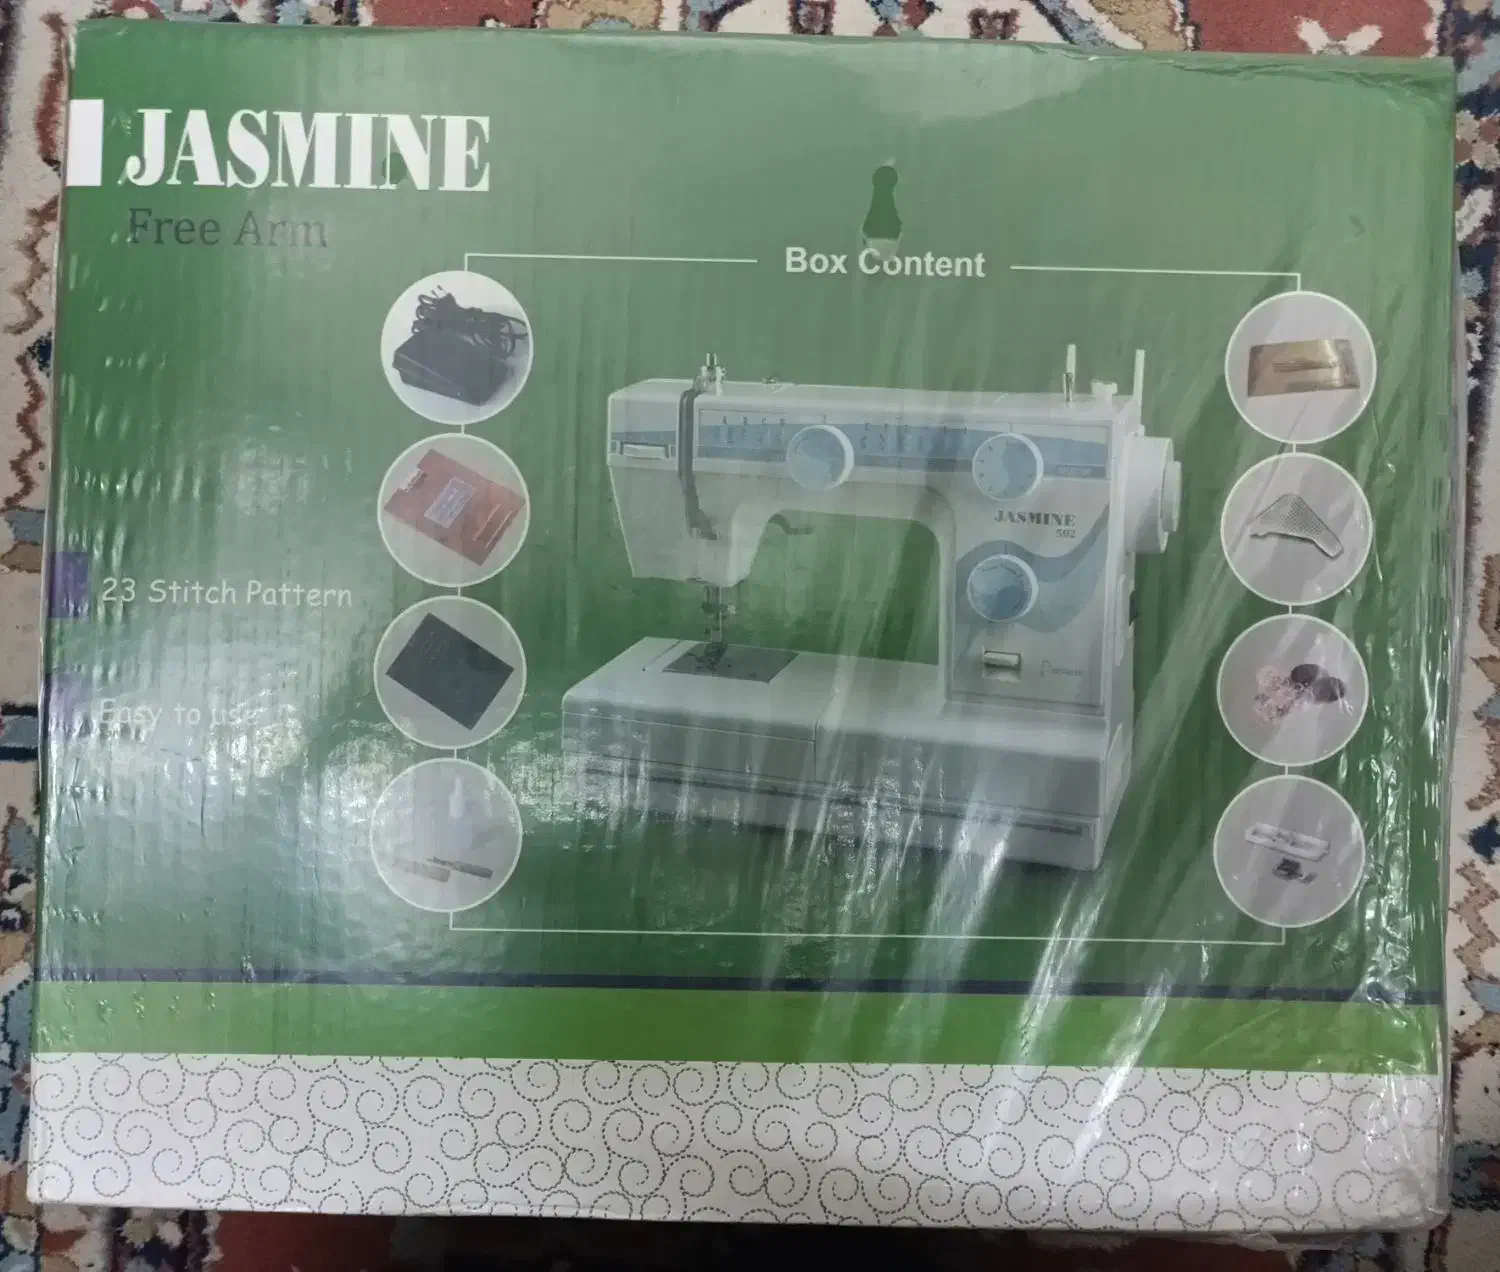 JASMINE
Free Arm
Box Content
JASMINE
502
23 Stitch Pattern
Easy to use